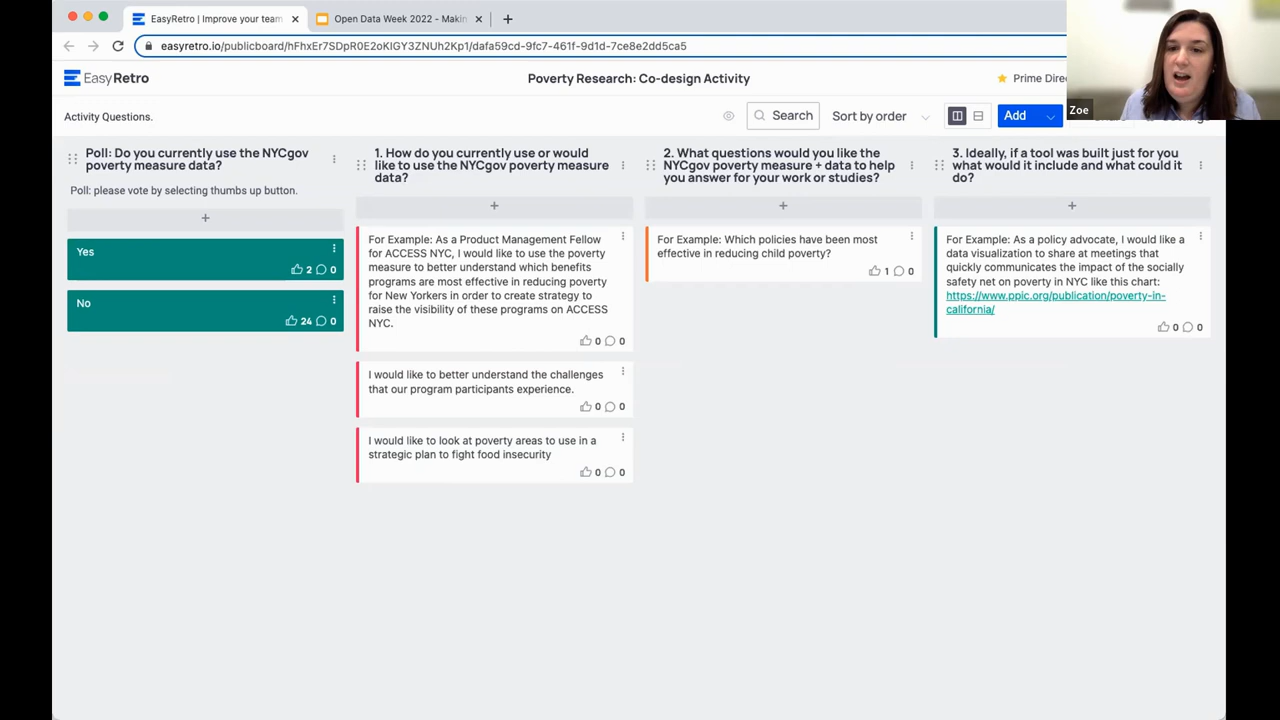 EasyRetro | Improve your team
Open Data Week 2022 - Makin
easyretro.io/publicboard/hFhxEr7SDpR0E2oKIGY3ZNUh2Kp1/dafa59cd-9fc7-461f-9d1d-7ce8e2dd5ca5
EasyRetro
Poverty Research: Co-design Activity
Prime Dire
Zoe
Activity Questions.
Search
Sort by order
Add
Poll: Do you currently use the NYCgov
poverty measure data?
Poll: please vote by selecting thumbs up button.
+
Yes
2 0
No
24 0
1. How do you currently use or would
like to use the NYCgov poverty measure
data?
+
For Example: As a Product Management Fellow
for ACCESS NYC, I would like to use the poverty
measure to better understand which benefits
programs are most effective in reducing poverty
for New Yorkers in order to create strategy to
raise the visibility of these programs on ACCESS
NYC.
0 0
I would like to better understand the challenges
that our program participants experience.
0 0
I would like to look at poverty areas to use in a
strategic plan to fight food insecurity
0 0
2. What questions would you like the
NYCgov poverty measure + data to help
you answer for your work or studies?
+
For Example: Which policies have been most
effective in reducing child poverty?
1 0
3. Ideally, if a tool was built just for you
what would it include and what could it
do?
+
For Example: As a policy advocate, I would like a
data visualization to share at meetings that
quickly communicates the impact of the socially
safety net on poverty in NYC like this chart:
https://www.ppic.org/publication/poverty-in-
california/
0 0